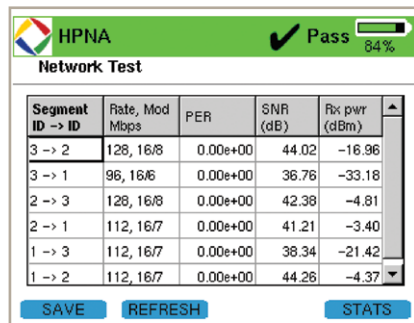 HPNA Pass 84%
Network Test
Segment ID -> ID Rate, Mod Mbps PER SNR (dB) Rx pwr (dBm)
3 -> 2 128, 16/8 0.00e+00 44.02 -16.96
3 -> 1 96, 16/6 0.00e+00 36.76 -33.18
2 -> 3 128, 16/8 0.00e+00 42.38 -4.81
2 -> 1 112, 16/7 0.00e+00 41.21 -3.40
1 -> 3 112, 16/7 0.00e+00 38.34 -21.42
1 -> 2 112, 16/7 0.00e+00 44.26 -4.37
SAVE REFRESH STATS